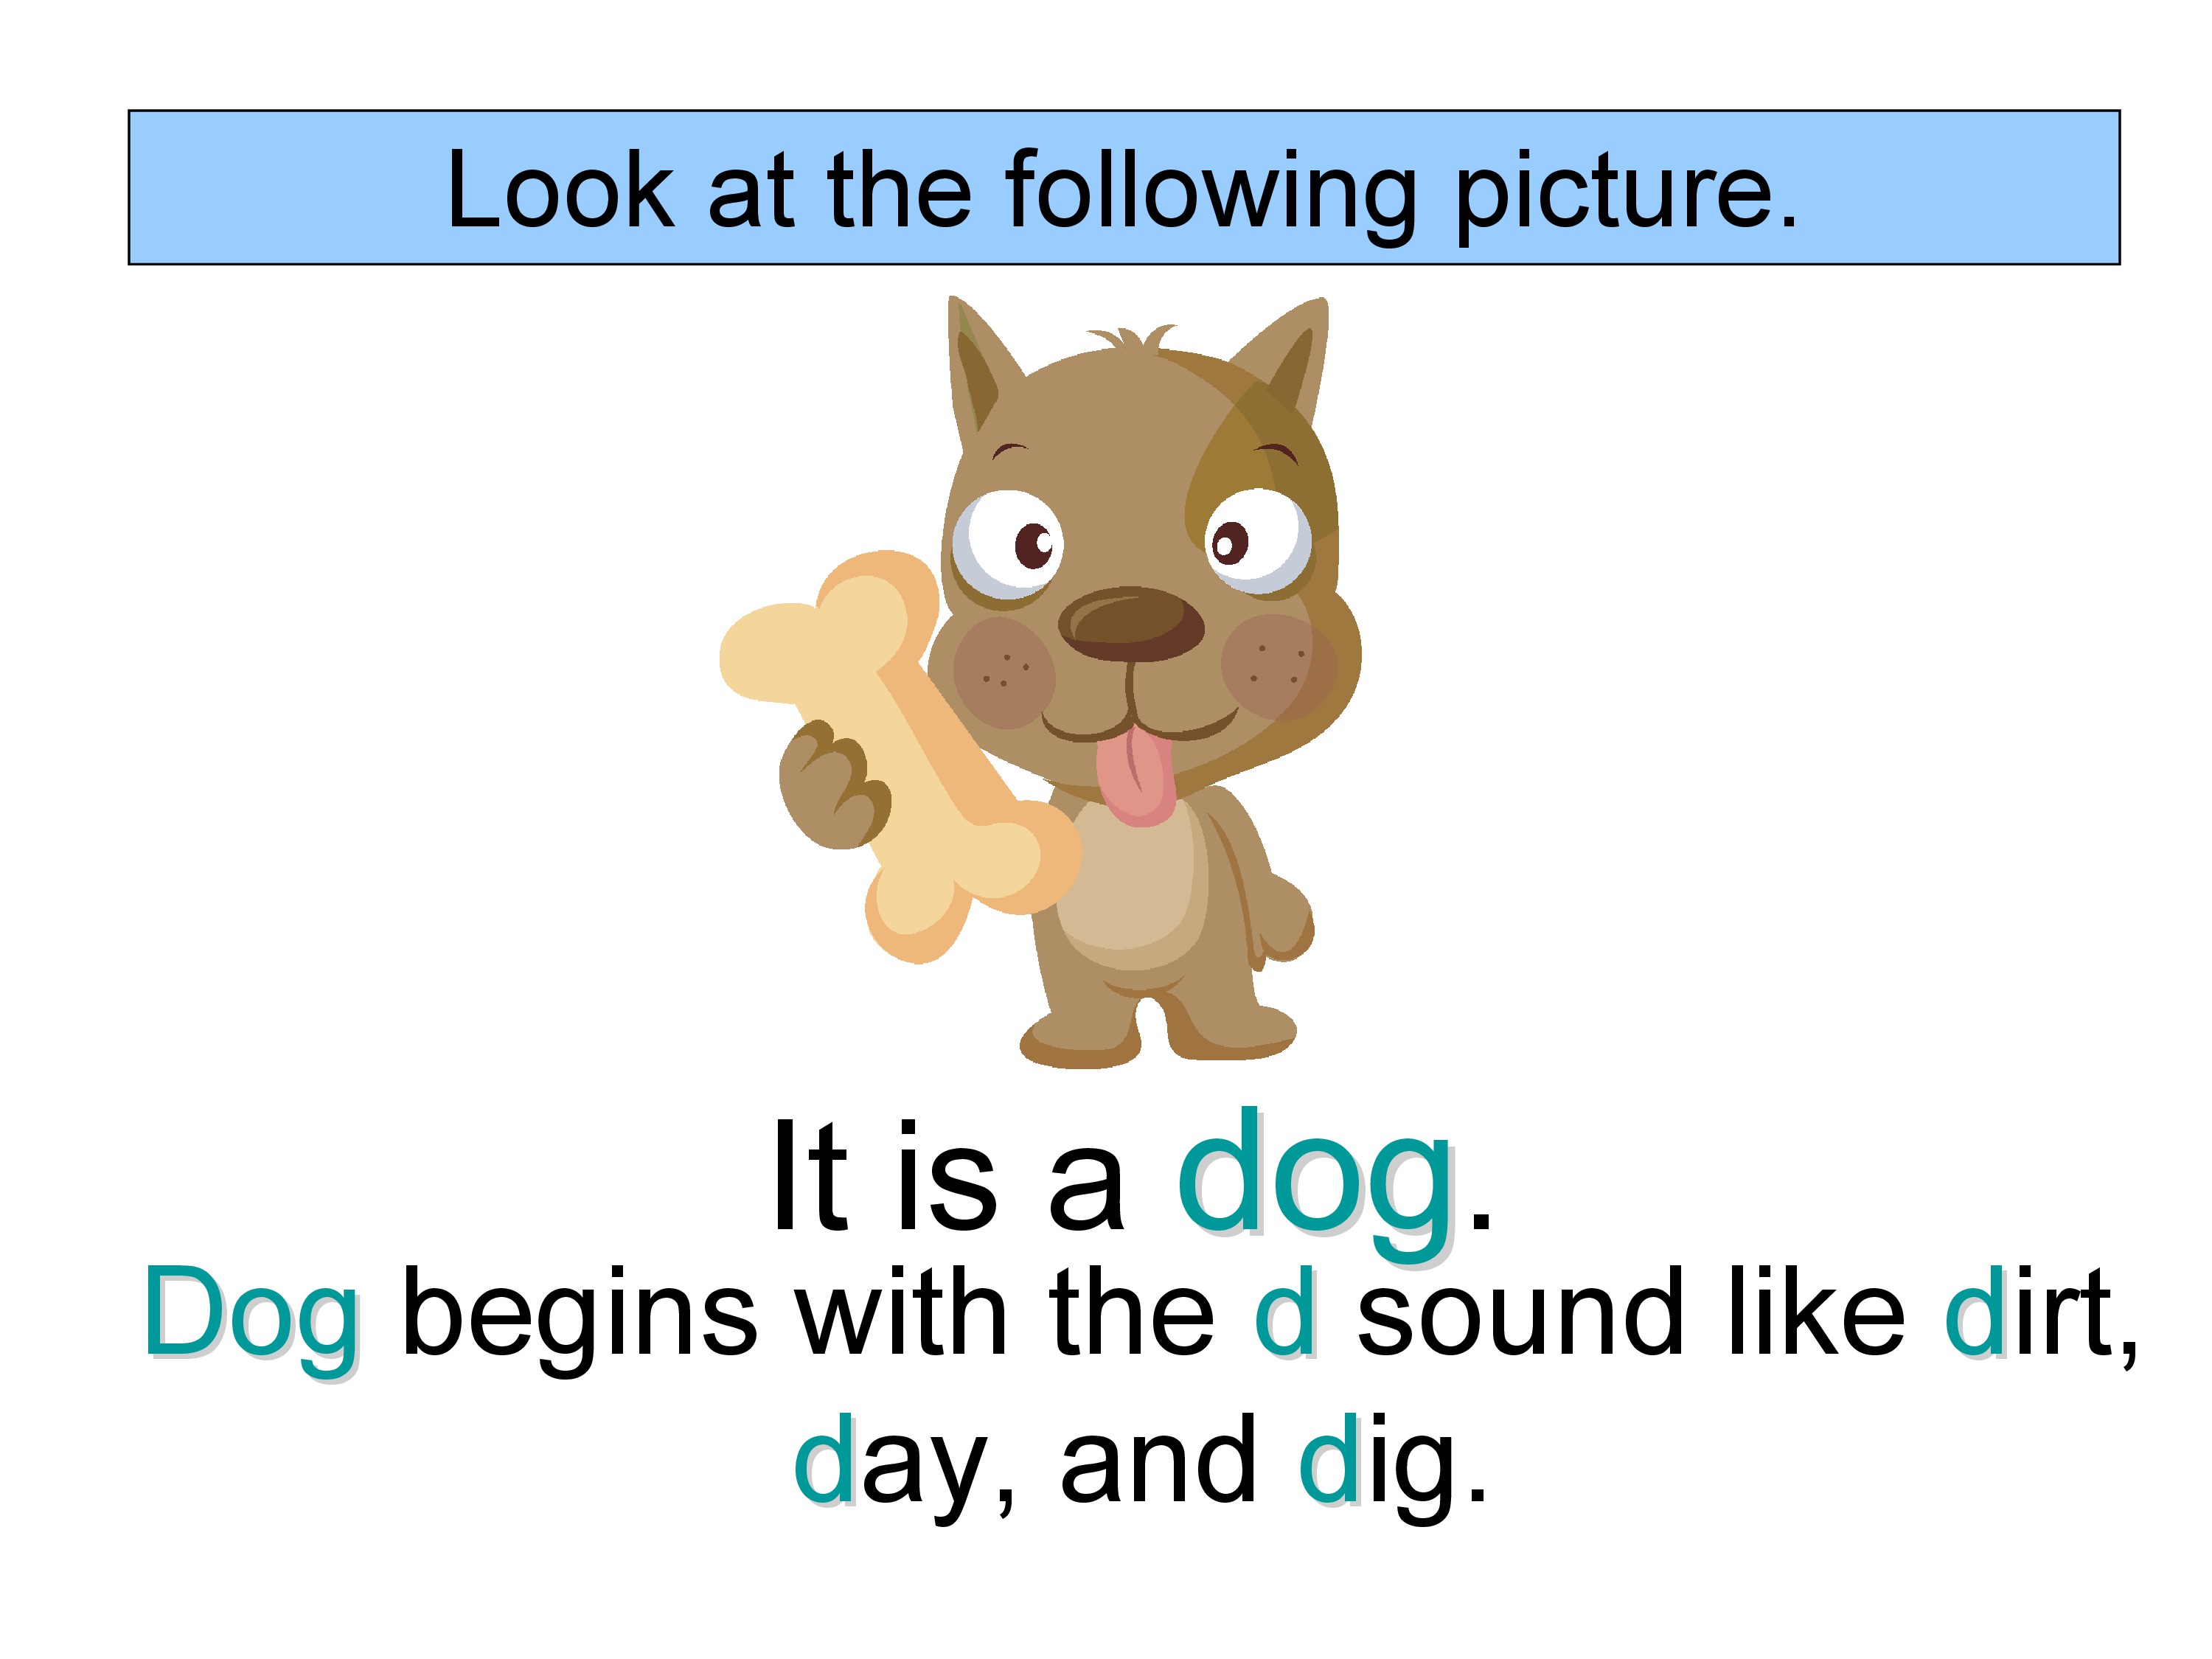 Look at the following picture.
It is a dog.
Dog begins with the d sound like dirt,
day, and dig.